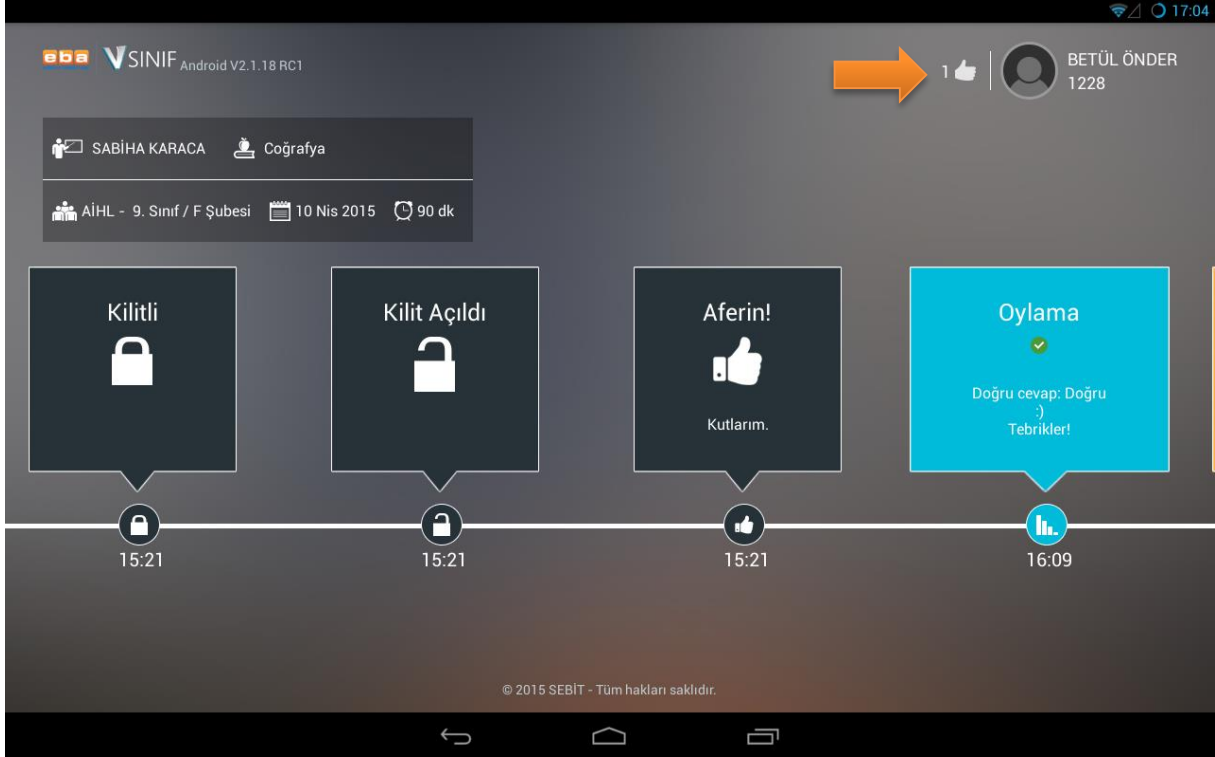 17:04
eba VSINIF Android V2.1.18 RC1
1
BETÜL ÖNDER
1228
SABİHA KARACA Coğrafya
AİHL - 9. Sınıf / F Şubesi 10 Nis 2015 90 dk
Kilitli
Kilit Açıldı
Aferin!
Kutlarım.
Oylama
Doğru cevap: Doğru
:)
Tebrikler!
15:21
15:21
15:21
16:09
© 2015 SEBİT - Tüm hakları saklıdır.